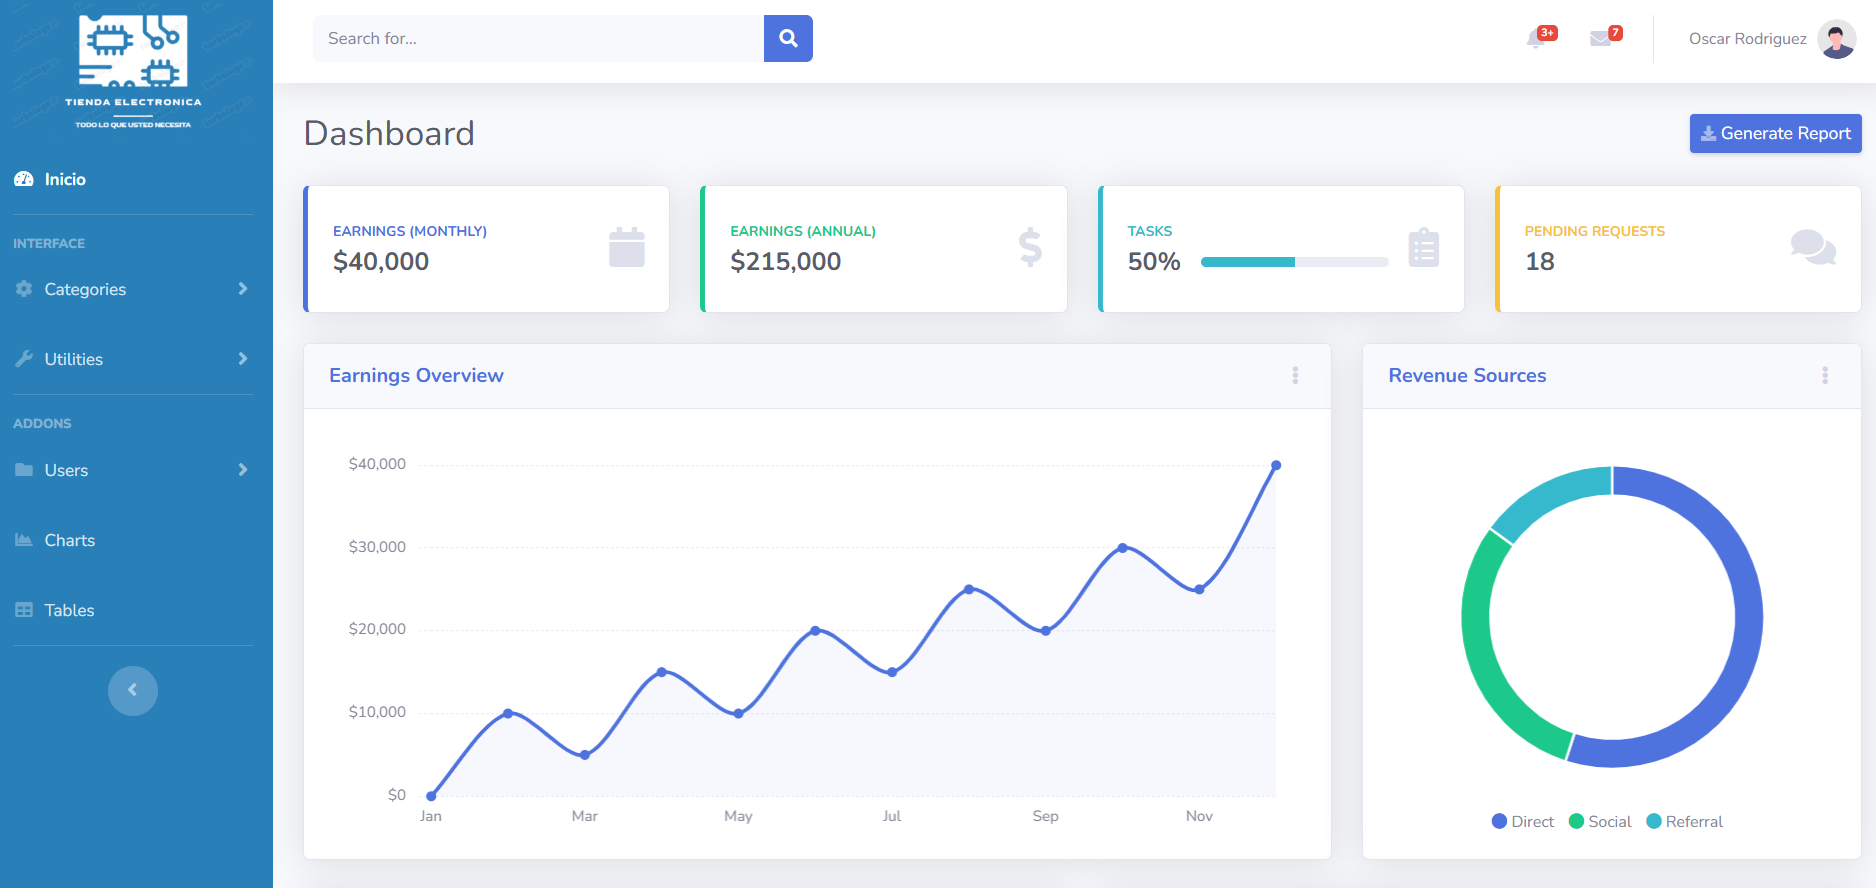 TIENDA ELECTRONICA
TODO LO QUE USTED NECESITA
Inicio
INTERFACE
Categories
Utilities
ADDONS
Users
Charts
Tables
Search for...
3+
7
Oscar Rodriguez
Dashboard
Generate Report
EARNINGS (MONTHLY)
$40,000
EARNINGS (ANNUAL)
$215,000
TASKS
50%
PENDING REQUESTS
18
Earnings Overview
$40,000
$30,000
$20,000
$10,000
$0
Jan Mar May Jul Sep Nov
Revenue Sources
Direct Social Referral